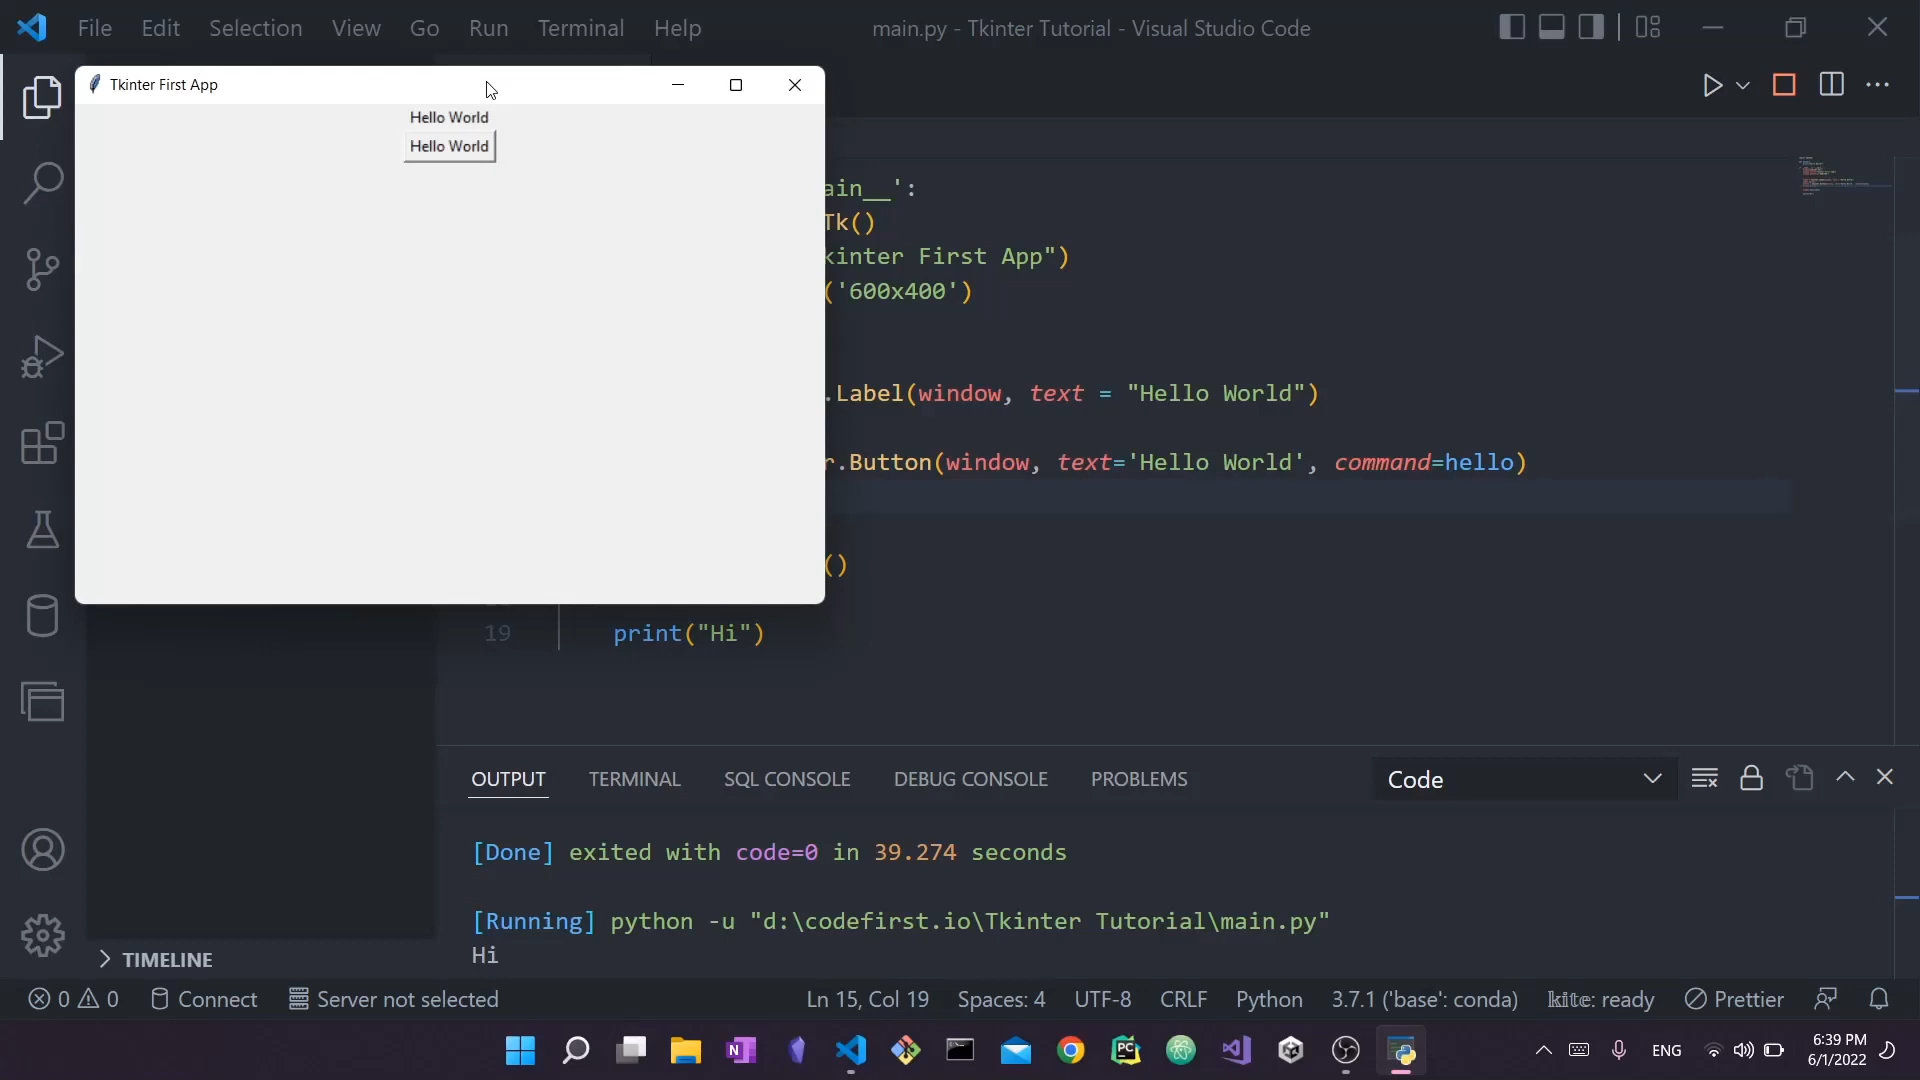 File Edit Selection View Go Run Terminal Help main.py - Tkinter Tutorial - Visual Studio Code
Tkinter First App
Hello World
Hello World
ain__':
Tk()
kinter First App")
('600x400')
.Label(window, text = "Hello World")
r.Button(window, text='Hello World', command=hello)
()
19 print("Hi")
OUTPUT TERMINAL SQL CONSOLE DEBUG CONSOLE PROBLEMS Code
[Done] exited with code=0 in 39.274 seconds
[Running] python -u "d:\codefirst.io\Tkinter Tutorial\main.py"
Hi
TIMELINE
0 0 Connect Server not selected Ln 15, Col 19 Spaces: 4 UTF-8 CRLF Python 3.7.1 ('base': conda) kite: ready Prettier
ENG 6:39 PM
6/1/2022